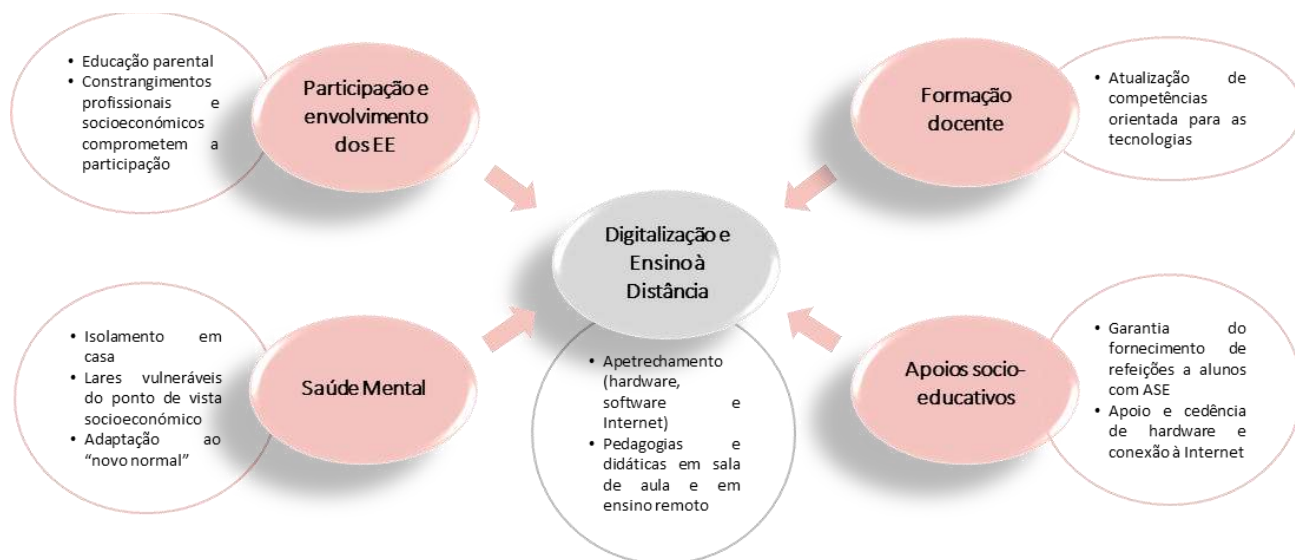 • Educação parental
• Constrangimentos
profissionais e
socioeconómicos
comprometem a
participação
Participação e
envolvimento
dos EE
Formação
docente
• Atualização de
competências
orientada para as
tecnologias
Digitalização e
Ensino à
Distância
• Apetrechamento
(hardware,
software e
Internet)
• Pedagogias e
didáticas em sala
de aula e em
ensino remoto
• Isolamento em
casa
• Lares vulneráveis
do ponto de vista
socioeconómico
• Adaptação ao
“novo normal”
Saúde Mental
Apoios socio-
educativos
• Garantia do
fornecimento de
refeições a alunos
com ASE
• Apoio e cedência
de hardware e
conexão à Internet